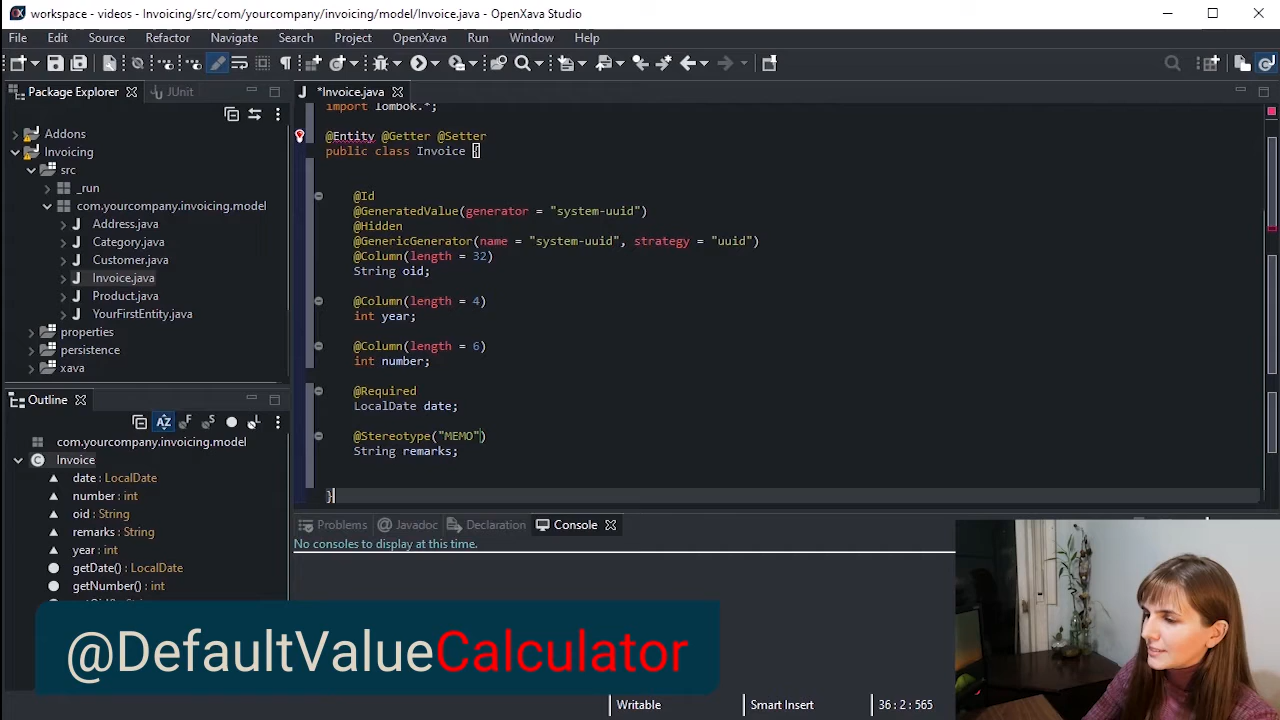 workspace - videos - Invoicing/src/com/yourcompany/invoicing/model/Invoice.java - OpenXava Studio
File Edit Source Refactor Navigate Search Project OpenXava Run Window Help
Package Explorer
JUnit
Addons
Invoicing
src
_run
com.yourcompany.invoicing.model
Address.java
Category.java
Customer.java
Invoice.java
Product.java
YourFirstEntity.java
properties
persistence
xava
Outline
com.yourcompany.invoicing.model
Invoice
date : LocalDate
number : int
oid : String
remarks : String
year : int
getDate() : LocalDate
getNumber() : int
*Invoice.java
import lombok.*;
@Entity @Getter @Setter
public class Invoice {
@Id
@GeneratedValue(generator = "system-uuid")
@Hidden
@GenericGenerator(name = "system-uuid", strategy = "uuid")
@Column(length = 32)
String oid;
@Column(length = 4)
int year;
@Column(length = 6)
int number;
@Required
LocalDate date;
@Stereotype("MEMO")
String remarks;
}
Problems @ Javadoc Declaration Console
No consoles to display at this time.
@DefaultValueCalculator
Writable Smart Insert 36 : 2 : 565